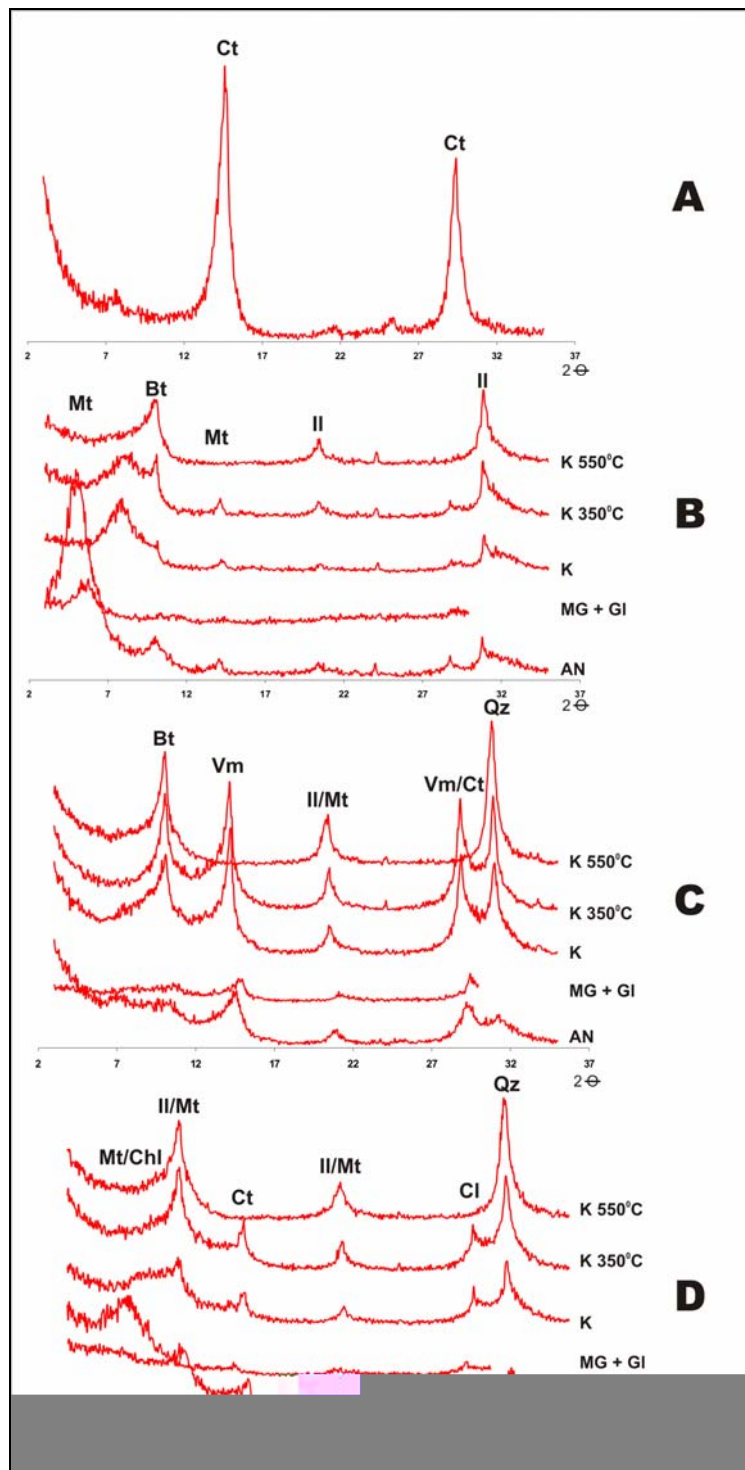 Ct
Ct
A
2 7 12 17 22 27 32 37
2Θ
Mt Bt Mt Il Il
K 550°C
K 350°C
B
K
MG + Gl
AN
2 7 12 17 22 27 32 37
2Θ
Qz
Bt Vm Il/Mt Vm/Ct
K 550°C
K 350°C
C
K
MG + Gl
AN
2 7 12 17 22 27 32 37
2Θ
Qz
Il/Mt
Mt/Chl Il/Mt
Ct Cl
K 550°C
K 350°C
D
K
MG + Gl